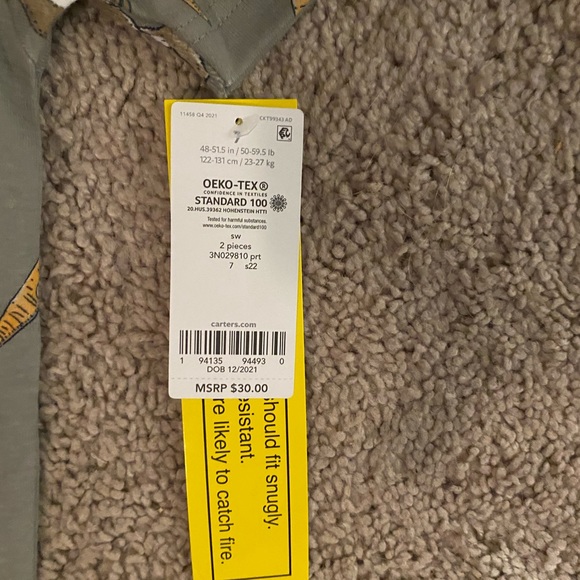 11458 Q4 2021
48-51.5 in / 50-59.5 lb
122-131 cm / 23-27 kg
OEKO-TEX®
CONFIDENCE IN TEXTILES
STANDARD 100
20.HUS.39362 HOHENSTEIN HTTI
Tested for harmful substances.
www.oeko-tex.com/standard100
sw
2 pieces
3N029810 prt
7 s22
carters.com
1 94135 94493 0
DOB 12/2021
MSRP $30.00
should fit snugly.
esistant.
re likely to catch fire.